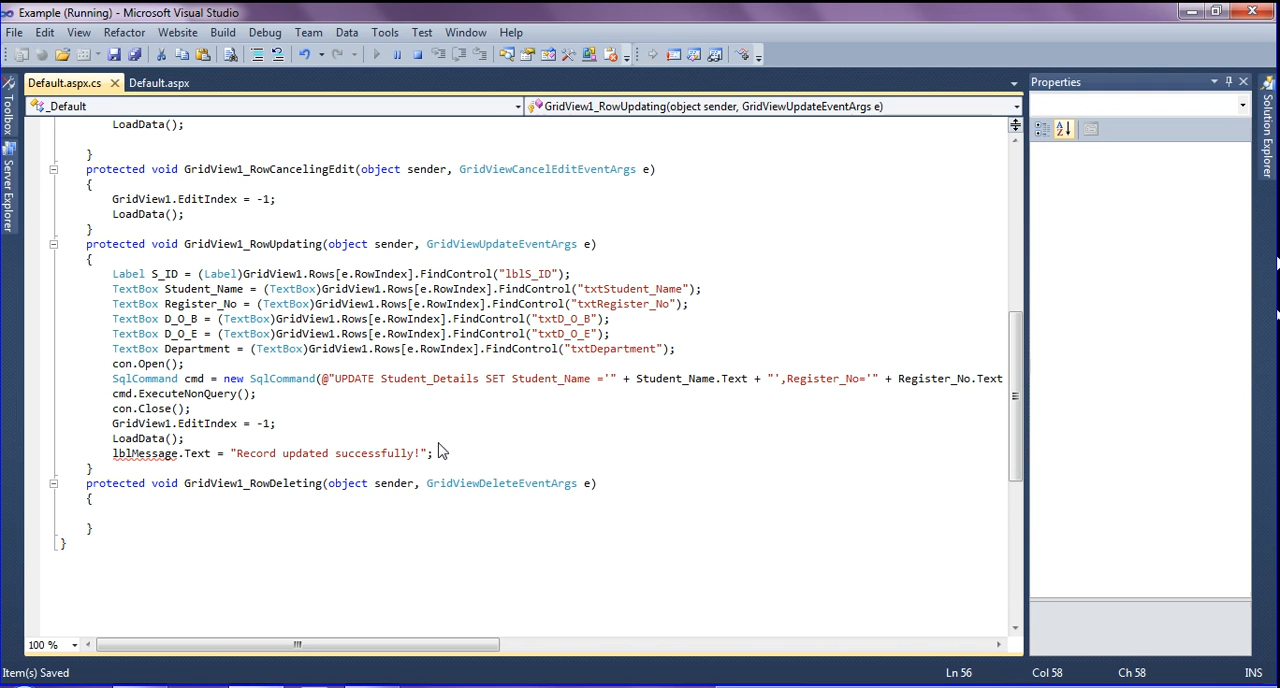 Example (Running) - Microsoft Visual Studio
File Edit View Refactor Website Build Debug Team Data Tools Test Window Help
Default.aspx.cs Default.aspx
Properties
_Default GridView1_RowUpdating(object sender, GridViewUpdateEventArgs e)
Toolbox
Server Explorer
Solution Explorer
LoadData();
}
protected void GridView1_RowCancelingEdit(object sender, GridViewCancelEditEventArgs e)
{
GridView1.EditIndex = -1;
LoadData();
}
protected void GridView1_RowUpdating(object sender, GridViewUpdateEventArgs e)
{
Label S_ID = (Label)GridView1.Rows[e.RowIndex].FindControl("lblS_ID");
TextBox Student_Name = (TextBox)GridView1.Rows[e.RowIndex].FindControl("txtStudent_Name");
TextBox Register_No = (TextBox)GridView1.Rows[e.RowIndex].FindControl("txtRegister_No");
TextBox D_O_B = (TextBox)GridView1.Rows[e.RowIndex].FindControl("txtD_O_B");
TextBox D_O_E = (TextBox)GridView1.Rows[e.RowIndex].FindControl("txtD_O_E");
TextBox Department = (TextBox)GridView1.Rows[e.RowIndex].FindControl("txtDepartment");
con.Open();
SqlCommand cmd = new SqlCommand(@"UPDATE Student_Details SET Student_Name ='" + Student_Name.Text + "',Register_No='" + Register_No.Text
cmd.ExecuteNonQuery();
con.Close();
GridView1.EditIndex = -1;
LoadData();
lblMessage.Text = "Record updated successfully!";
}
protected void GridView1_RowDeleting(object sender, GridViewDeleteEventArgs e)
{
}
}
100 %
Item(s) Saved Ln 56 Col 58 Ch 58 INS